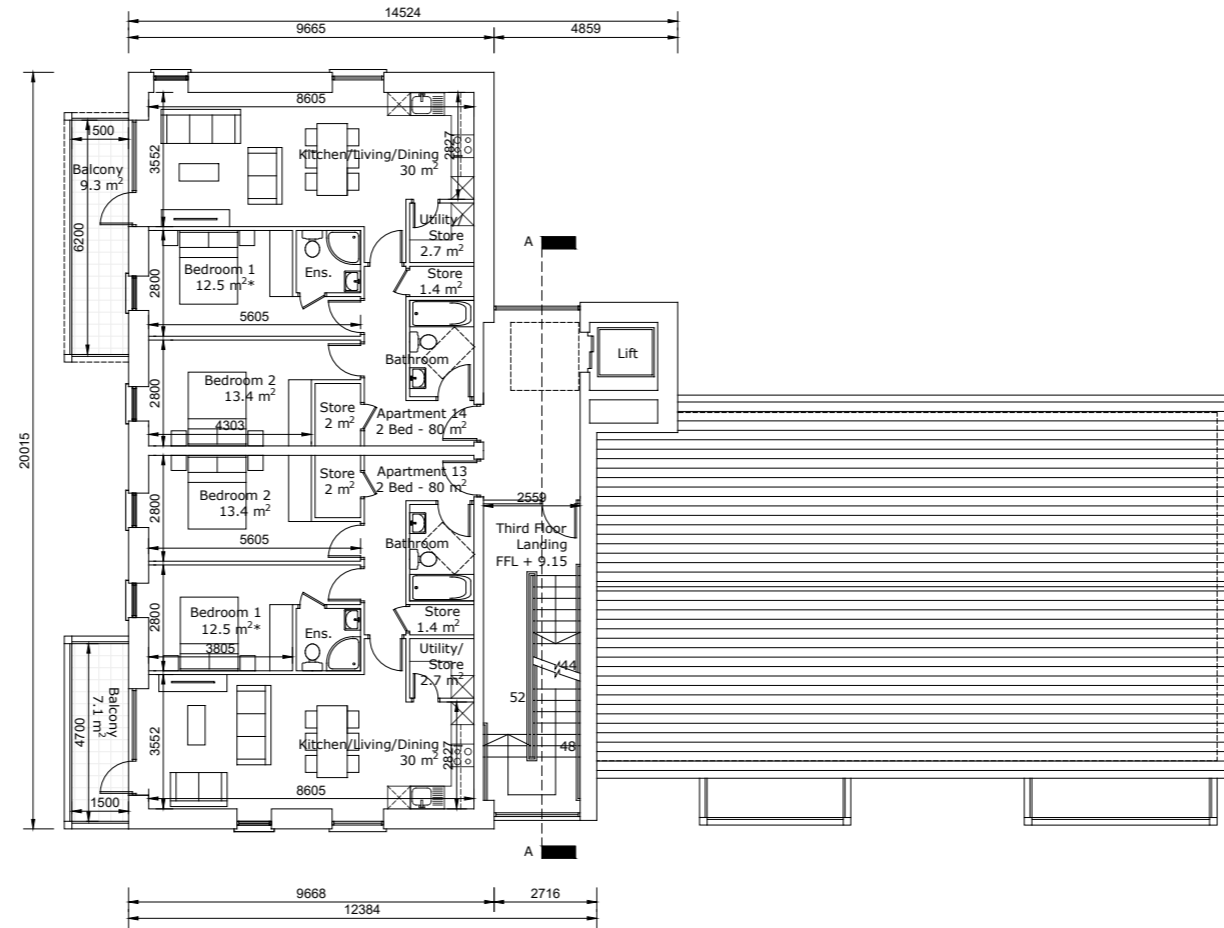 14524
9665
4859
8605
1500
3552
2827
Kitchen/Living/Dining
30 m²
Balcony
9.3 m²
6200
Utility/
Store
2.7 m²
A
Bedroom 1
12.5 m²*
Ens.
Store
1.4 m²
2800
5605
Lift
Bathroom
Bedroom 2
13.4 m²
2800
Store
2 m²
4303
Apartment 14
2 Bed - 80 m²
20015
Apartment 13
2 Bed - 80 m²
Store
2 m²
Bedroom 2
13.4 m²
2800
2559
5605
Third Floor
Landing
FFL + 9.15
Bathroom
Bedroom 1
12.5 m²*
2800
Ens.
Store
1.4 m²
3805
Utility/
Store
2.7 m²
44
52
48
Balcony
7.1 m²
4700
3552
Kitchen/Living/Dining
30 m²
2827
1500
8605
A
9668
2716
12384